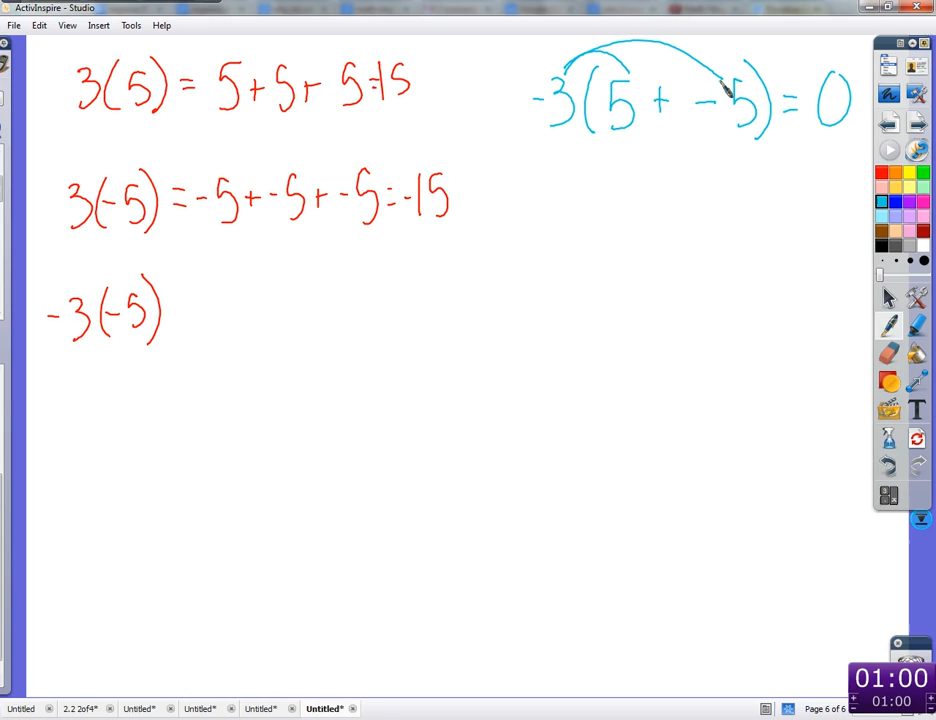 ActivInspire - Studio
File Edit View Insert Tools Help
3(5) = 5+5+5=15
-3(5 + -5) = 0
3(-5) = -5+-5+-5=-15
-3(-5)
T
01:00
01:00
Untitled 2.2 2of4* Untitled* Untitled* Untitled* Untitled* Page 6 of 6